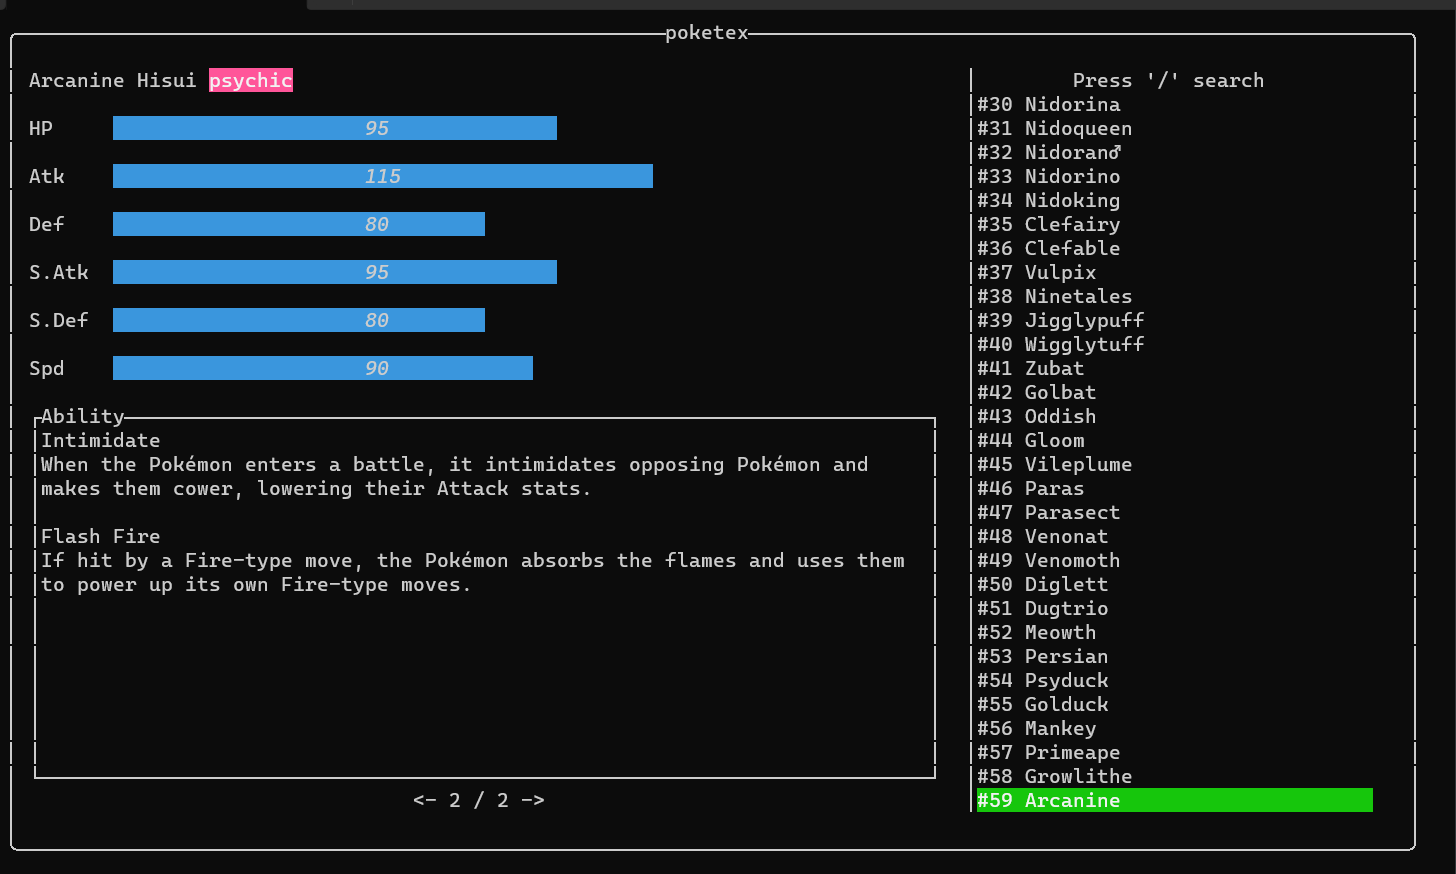 poketex
Arcanine Hisui psychic
HP 95
Atk 115
Def 80
S.Atk 95
S.Def 80
Spd 90
Ability
Intimidate
When the Pokémon enters a battle, it intimidates opposing Pokémon and
makes them cower, lowering their Attack stats.
Flash Fire
If hit by a Fire-type move, the Pokémon absorbs the flames and uses them
to power up its own Fire-type moves.
<- 2 / 2 ->
Press '/' search
#30 Nidorina
#31 Nidoqueen
#32 Nidoran♂
#33 Nidorino
#34 Nidoking
#35 Clefairy
#36 Clefable
#37 Vulpix
#38 Ninetales
#39 Jigglypuff
#40 Wigglytuff
#41 Zubat
#42 Golbat
#43 Oddish
#44 Gloom
#45 Vileplume
#46 Paras
#47 Parasect
#48 Venonat
#49 Venomoth
#50 Diglett
#51 Dugtrio
#52 Meowth
#53 Persian
#54 Psyduck
#55 Golduck
#56 Mankey
#57 Primeape
#58 Growlithe
#59 Arcanine